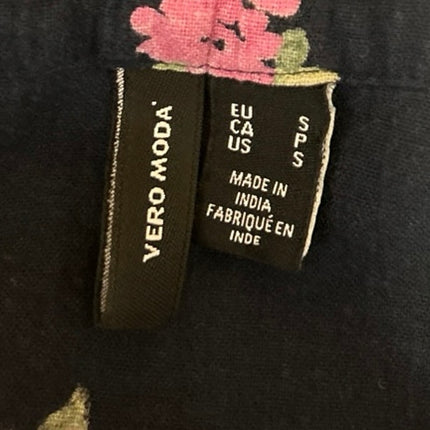 VERO MODA
EU S
CA P
US S
MADE IN
INDIA
FABRIQUÉ EN
INDE